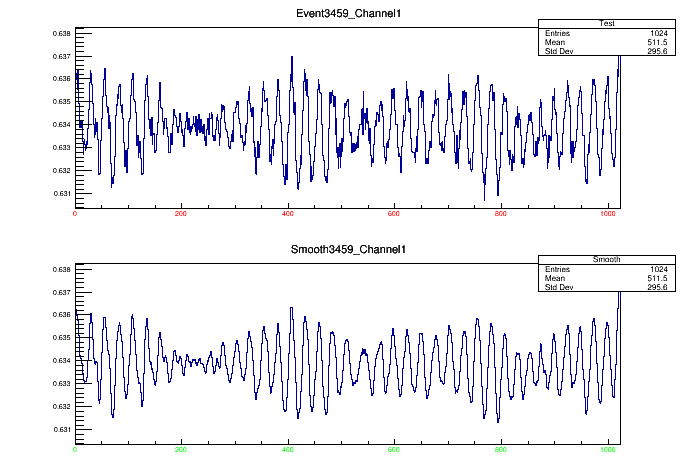 Event3459_Channel1
Test
Entries 1024
Mean 511.5
Std Dev 295.6
0.638
0.637
0.636
0.635
0.634
0.633
0.632
0.631
0 200 400 600 800 1000
Smooth3459_Channel1
Smooth
Entries 1024
Mean 511.5
Std Dev 295.6
0.638
0.637
0.636
0.635
0.634
0.633
0.632
0.631
0 200 400 600 800 1000